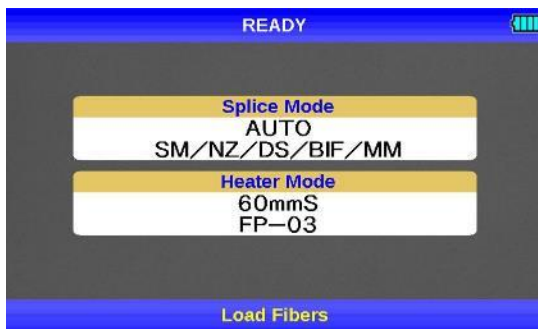 READY
Splice Mode
AUTO
SM/NZ/DS/BIF/MM
Heater Mode
60mmS
FP-03
Load Fibers